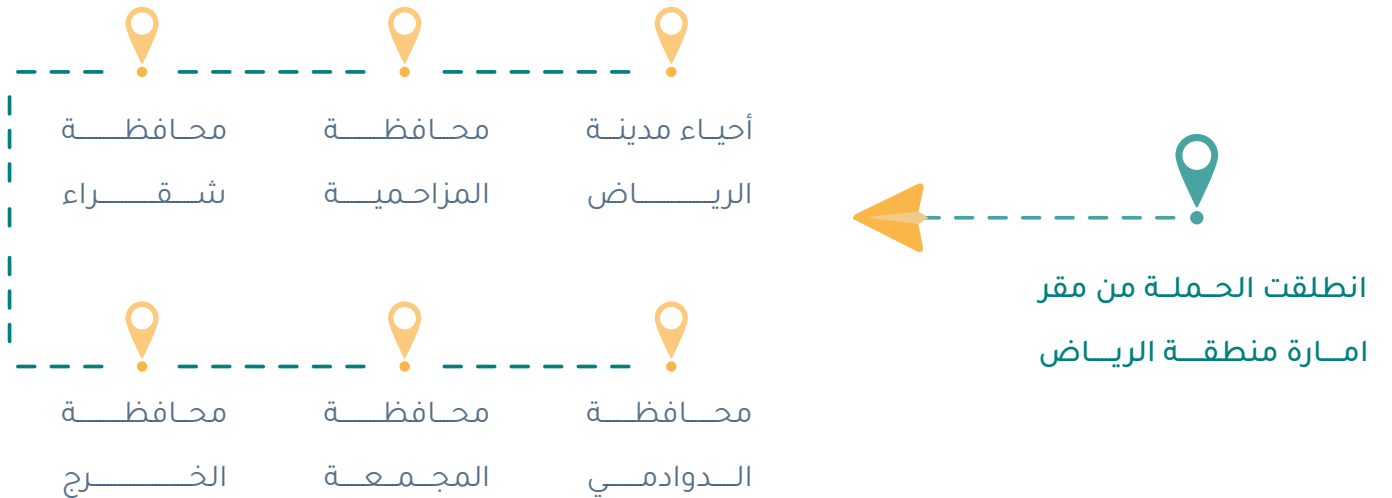 انطلقت الحملة من مقر
امارة منطقة الرياض
أحياء مدينة
الرياض
محافظة
المزاحمية
محافظة
شقراء
محافظة
الخرج
محافظة
المجمعة
محافظة
الدوادمي